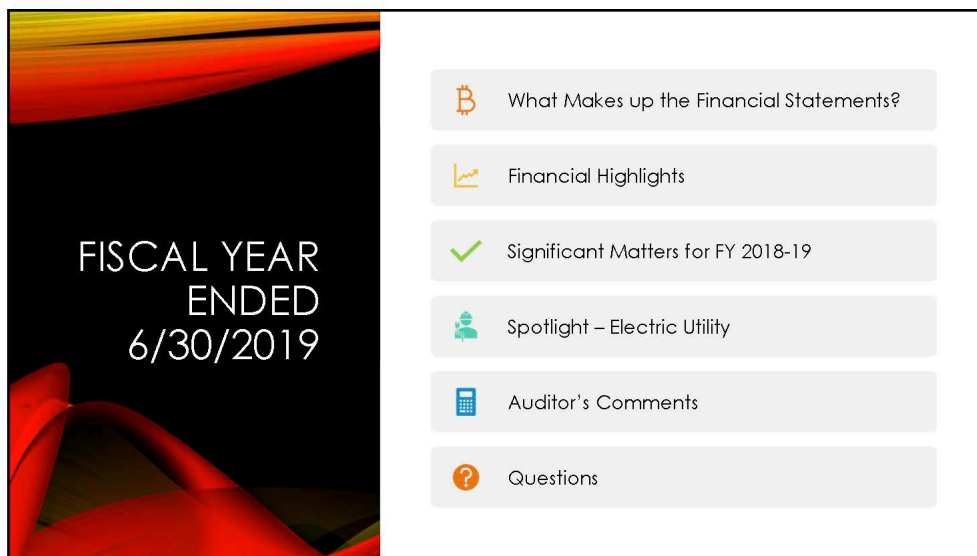 FISCAL YEAR
ENDED
6/30/2019
What Makes up the Financial Statements?
Financial Highlights
Significant Matters for FY 2018-19
Spotlight – Electric Utility
Auditor's Comments
Questions